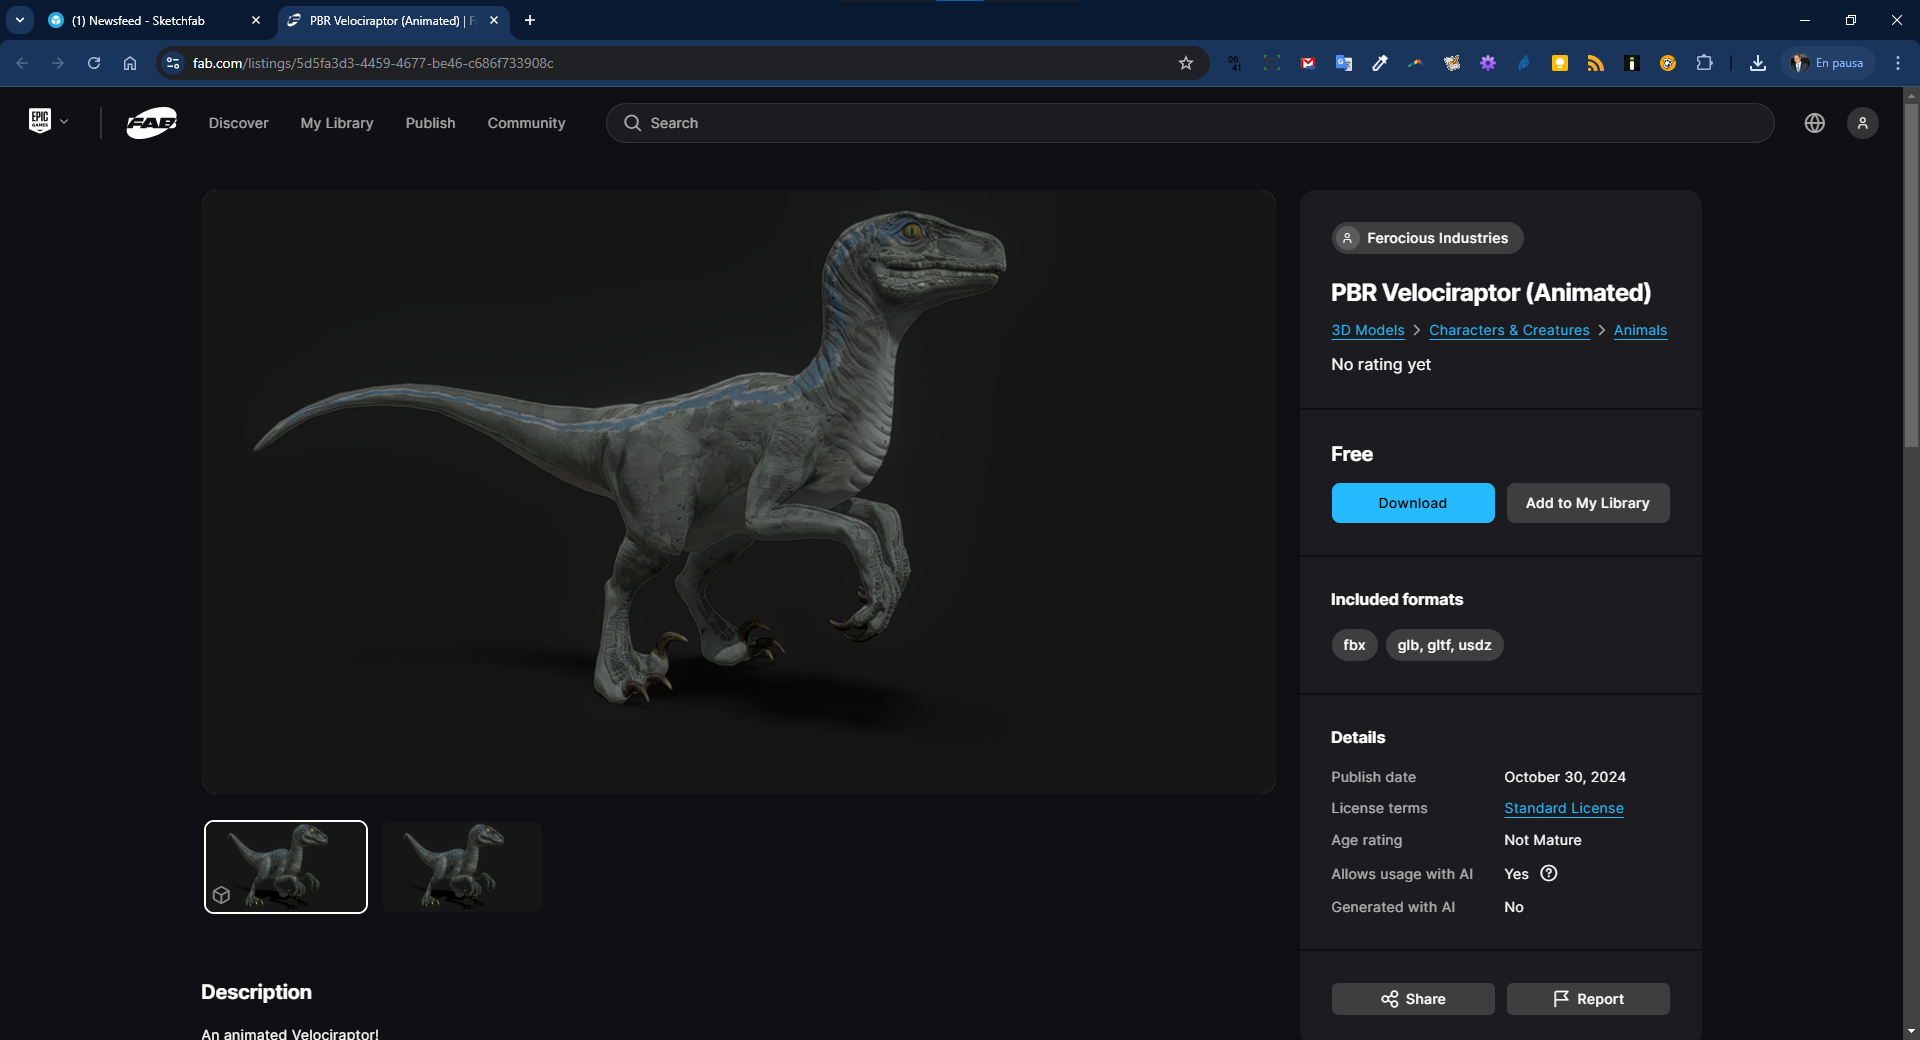 (1) Newsfeed - Sketchfab
PBR Velociraptor (Animated) |
fab.com/listings/5d5fa3d3-4459-4677-be46-c686f733908c
06:
41
En pausa
EPIC
GAMES
FAB
Discover
My Library
Publish
Community
Search
Ferocious Industries
PBR Velociraptor (Animated)
3D Models > Characters & Creatures > Animals
No rating yet
Free
Download
Add to My Library
Included formats
fbx
glb, gltf, usdz
Details
Publish date October 30, 2024
License terms Standard License
Age rating Not Mature
Allows usage with AI Yes
Generated with AI No
Share
Report
Description
An animated Velociraptor!